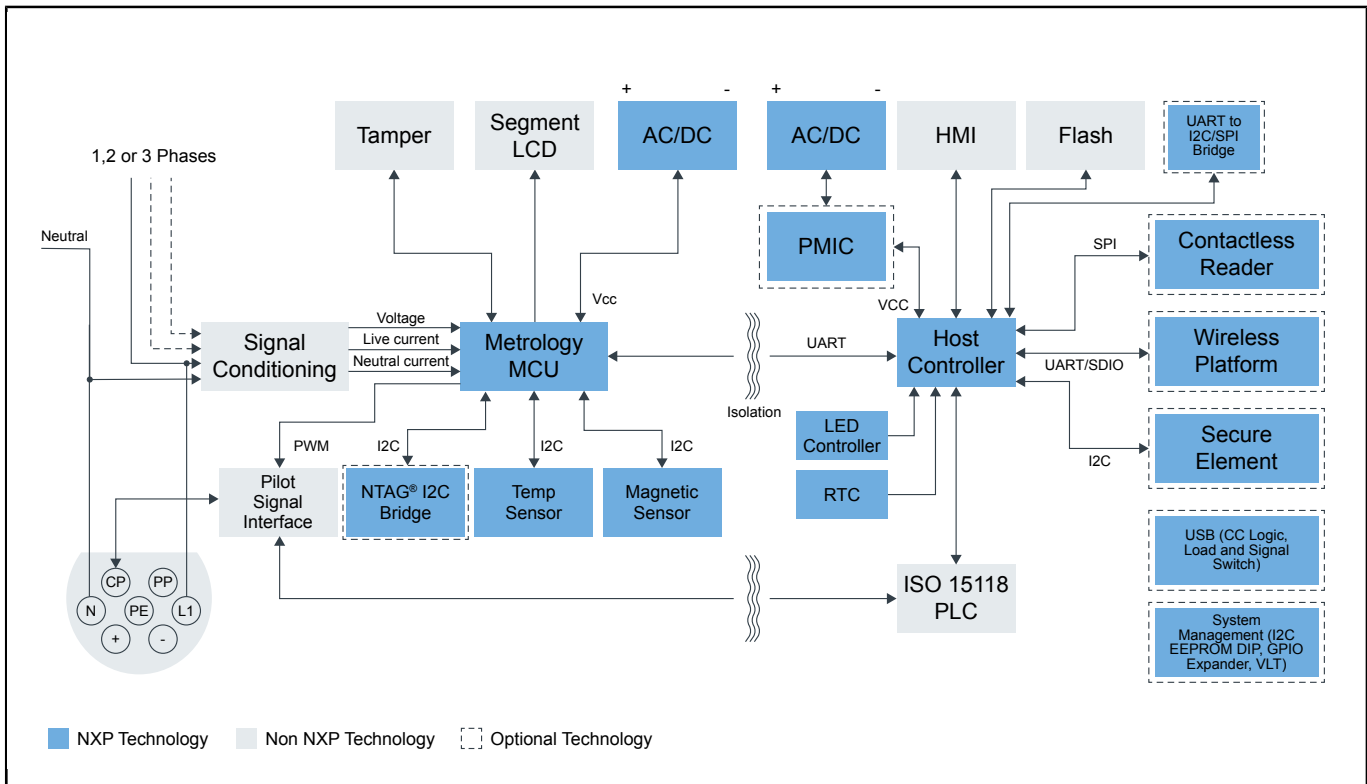 +
-
+
-
Tamper
Segment
LCD
AC/DC
AC/DC
HMI
Flash
UART to
I2C/SPI
Bridge
1,2 or 3 Phases
Neutral
PMIC
SPI
Contactless
Reader
Vcc
VCC
Signal
Conditioning
Voltage
Live current
Neutral current
Metrology
MCU
UART
Host
Controller
UART/SDIO
Wireless
Platform
Isolation
PWM
I2C
I2C
I2C
LED
Controller
I2C
Secure
Element
Pilot
Signal
Interface
NTAG® I2C
Bridge
Temp
Sensor
Magnetic
Sensor
RTC
USB (CC Logic,
Load and Signal
Switch)
CP
PP
N
PE
L1
+
-
ISO 15118
PLC
System
Management (I2C
EEPROM DIP, GPIO
Expander, VLT)
NXP Technology
Non NXP Technology
Optional Technology